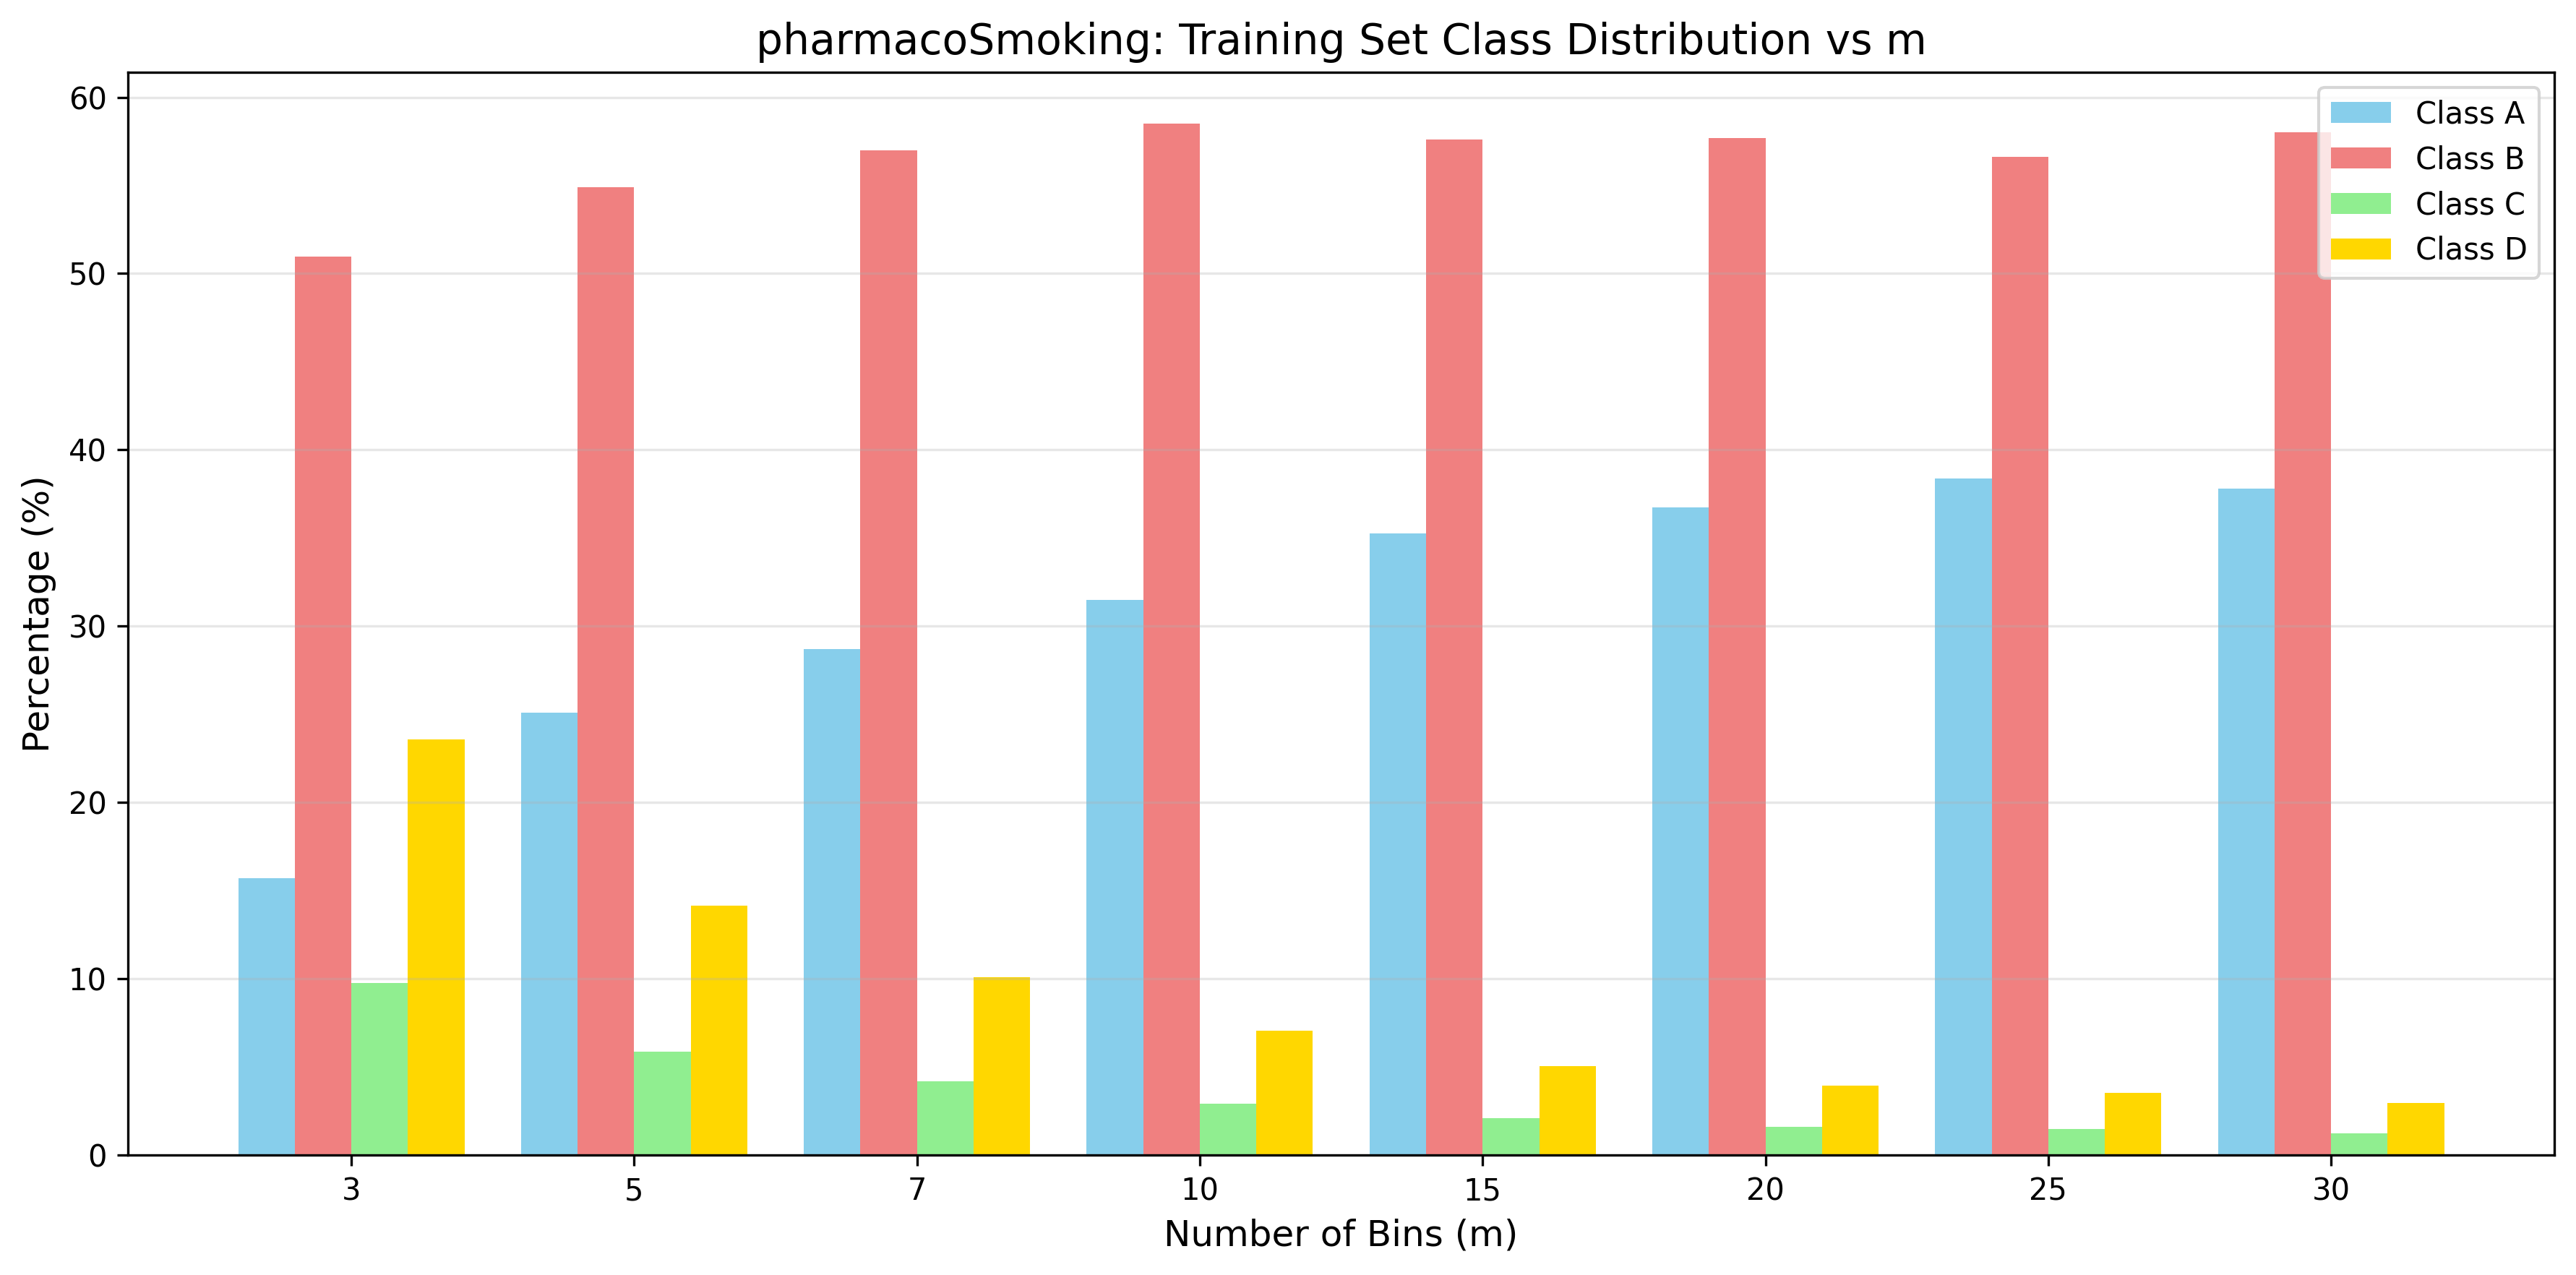 pharmacoSmoking: Training Set Class Distribution vs m
60
50
40
30
20
10
0
Percentage (%)
Class A
Class B
Class C
Class D
3 5 7 10 15 20 25 30
Number of Bins (m)